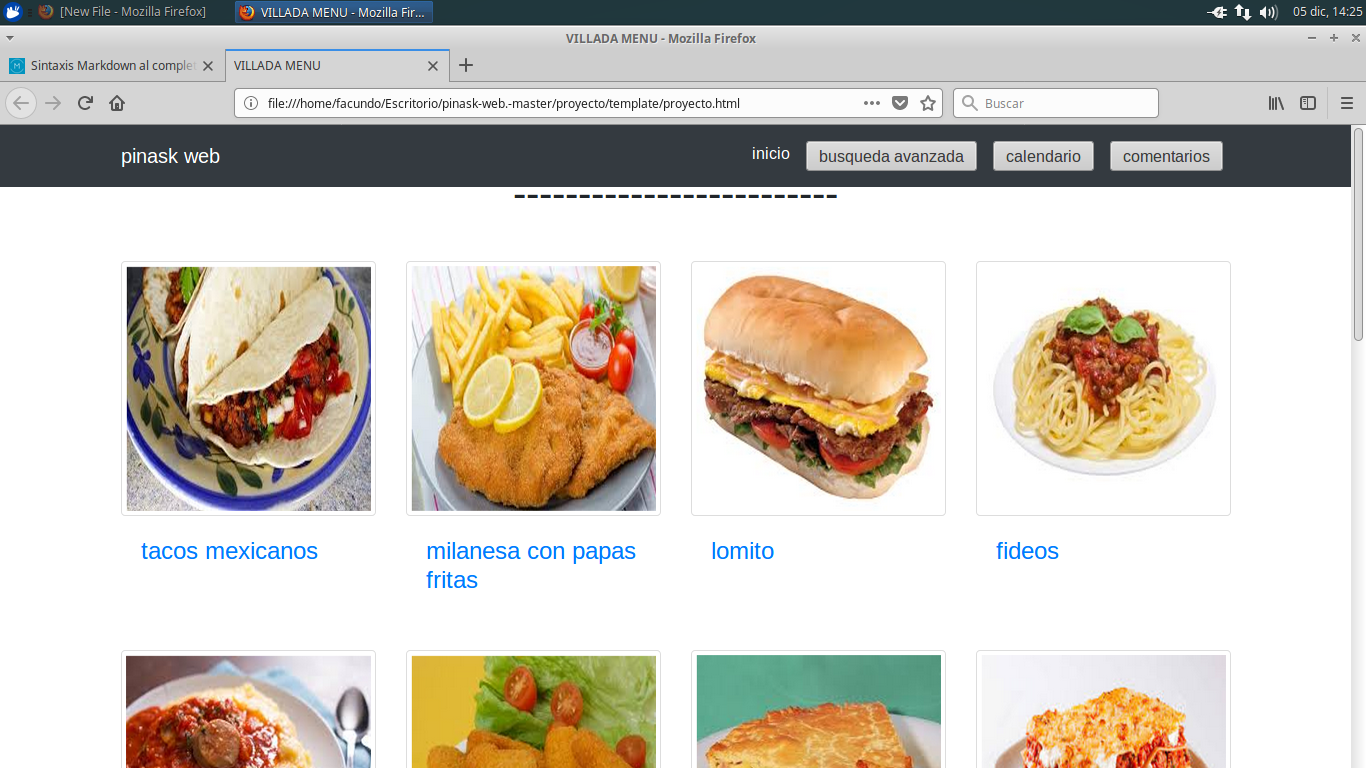 [New File - Mozilla Firefox]
VILLADA MENU - Mozilla Fir...
05 dic, 14:25
VILLADA MENU - Mozilla Firefox
Sintaxis Markdown al complet
VILLADA MENU
file:///home/facundo/Escritorio/pinask-web.-master/proyecto/template/proyecto.html
Buscar
pinask web
inicio
busqueda avanzada
calendario
comentarios
-------------------------
tacos mexicanos
milanesa con papas
fritas
lomito
fideos